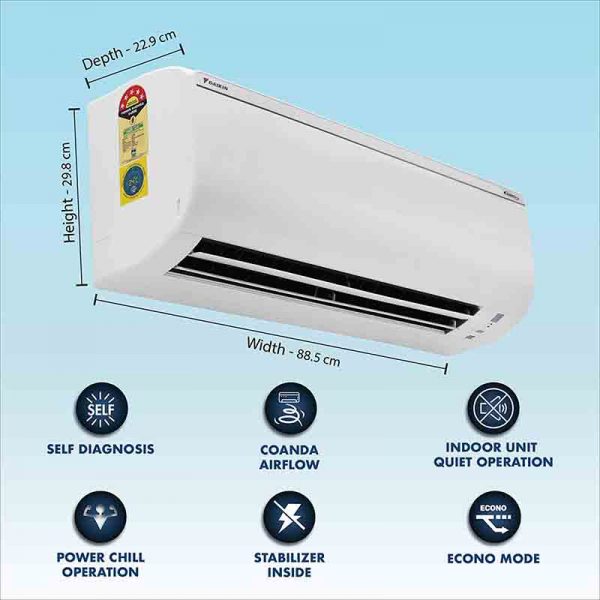 Depth - 22.9 cm
DAIKIN
Height - 29.8 cm
Width - 88.5 cm
SELF
SELF DIAGNOSIS
COANDA
AIRFLOW
INDOOR UNIT
QUIET OPERATION
POWER CHILL
OPERATION
STABILIZER
INSIDE
ECONO
ECONO MODE